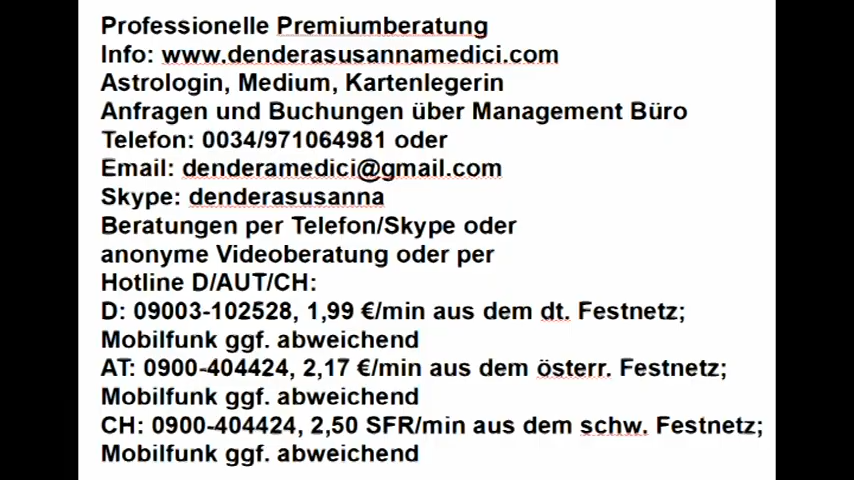 Professionelle Premiumberatung
Info: www.denderasusannamedici.com
Astrologin, Medium, Kartenlegerin
Anfragen und Buchungen über Management Büro
Telefon: 0034/971064981 oder
Email: denderamedici@gmail.com
Skype: denderasusanna
Beratungen per Telefon/Skype oder
anonyme Videoberatung oder per
Hotline D/AUT/CH:
D: 09003-102528, 1,99 €/min aus dem dt. Festnetz;
Mobilfunk ggf. abweichend
AT: 0900-404424, 2,17 €/min aus dem österr. Festnetz;
Mobilfunk ggf. abweichend
CH: 0900-404424, 2,50 SFR/min aus dem schw. Festnetz;
Mobilfunk ggf. abweichend